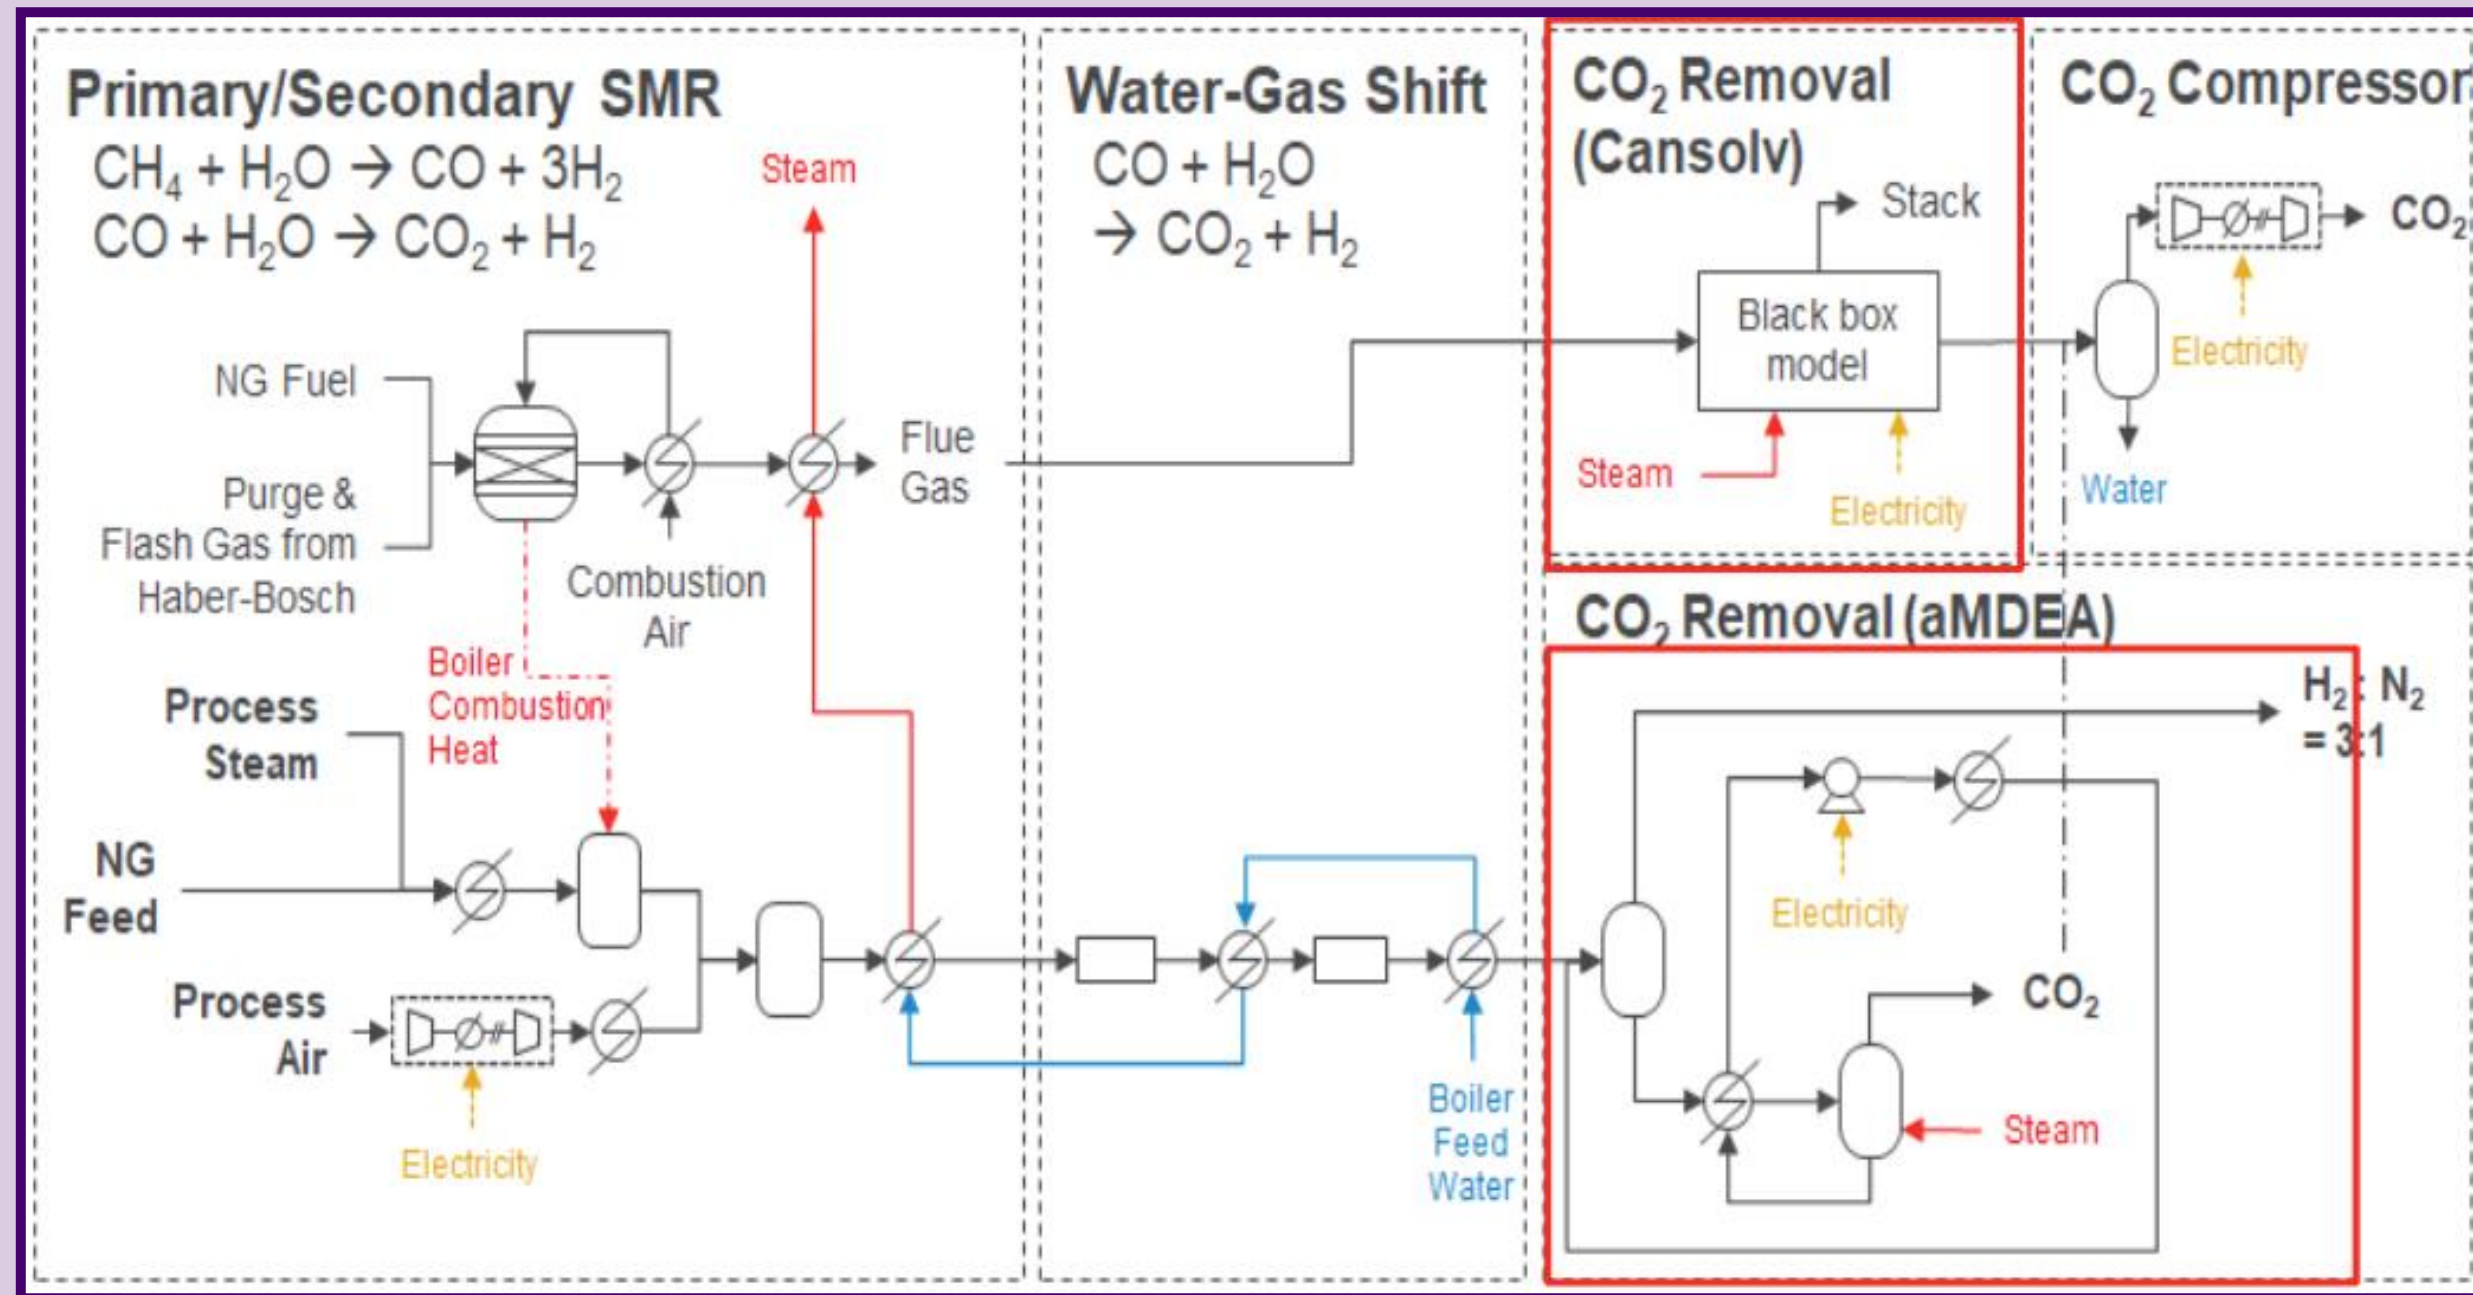 Primary/Secondary SMR
CH₄ + H₂O → CO + 3H₂
CO + H₂O → CO₂ + H₂
Steam
NG Fuel
Purge &
Flash Gas from
Haber-Bosch
Combustion
Air
Flue
Gas
Boiler
Combustion
Heat
Process
Steam
NG
Feed
Process
Air
Electricity
Water-Gas Shift
CO + H₂O
→ CO₂ + H₂
Boiler
Feed
Water
CO₂ Removal
(Cansolv)
Stack
Black box
model
Steam
Electricity
CO₂ Compressor
CO₂
Electricity
Water
CO₂ Removal (aMDEA)
H₂ : N₂
= 3:1
Electricity
CO₂
Steam